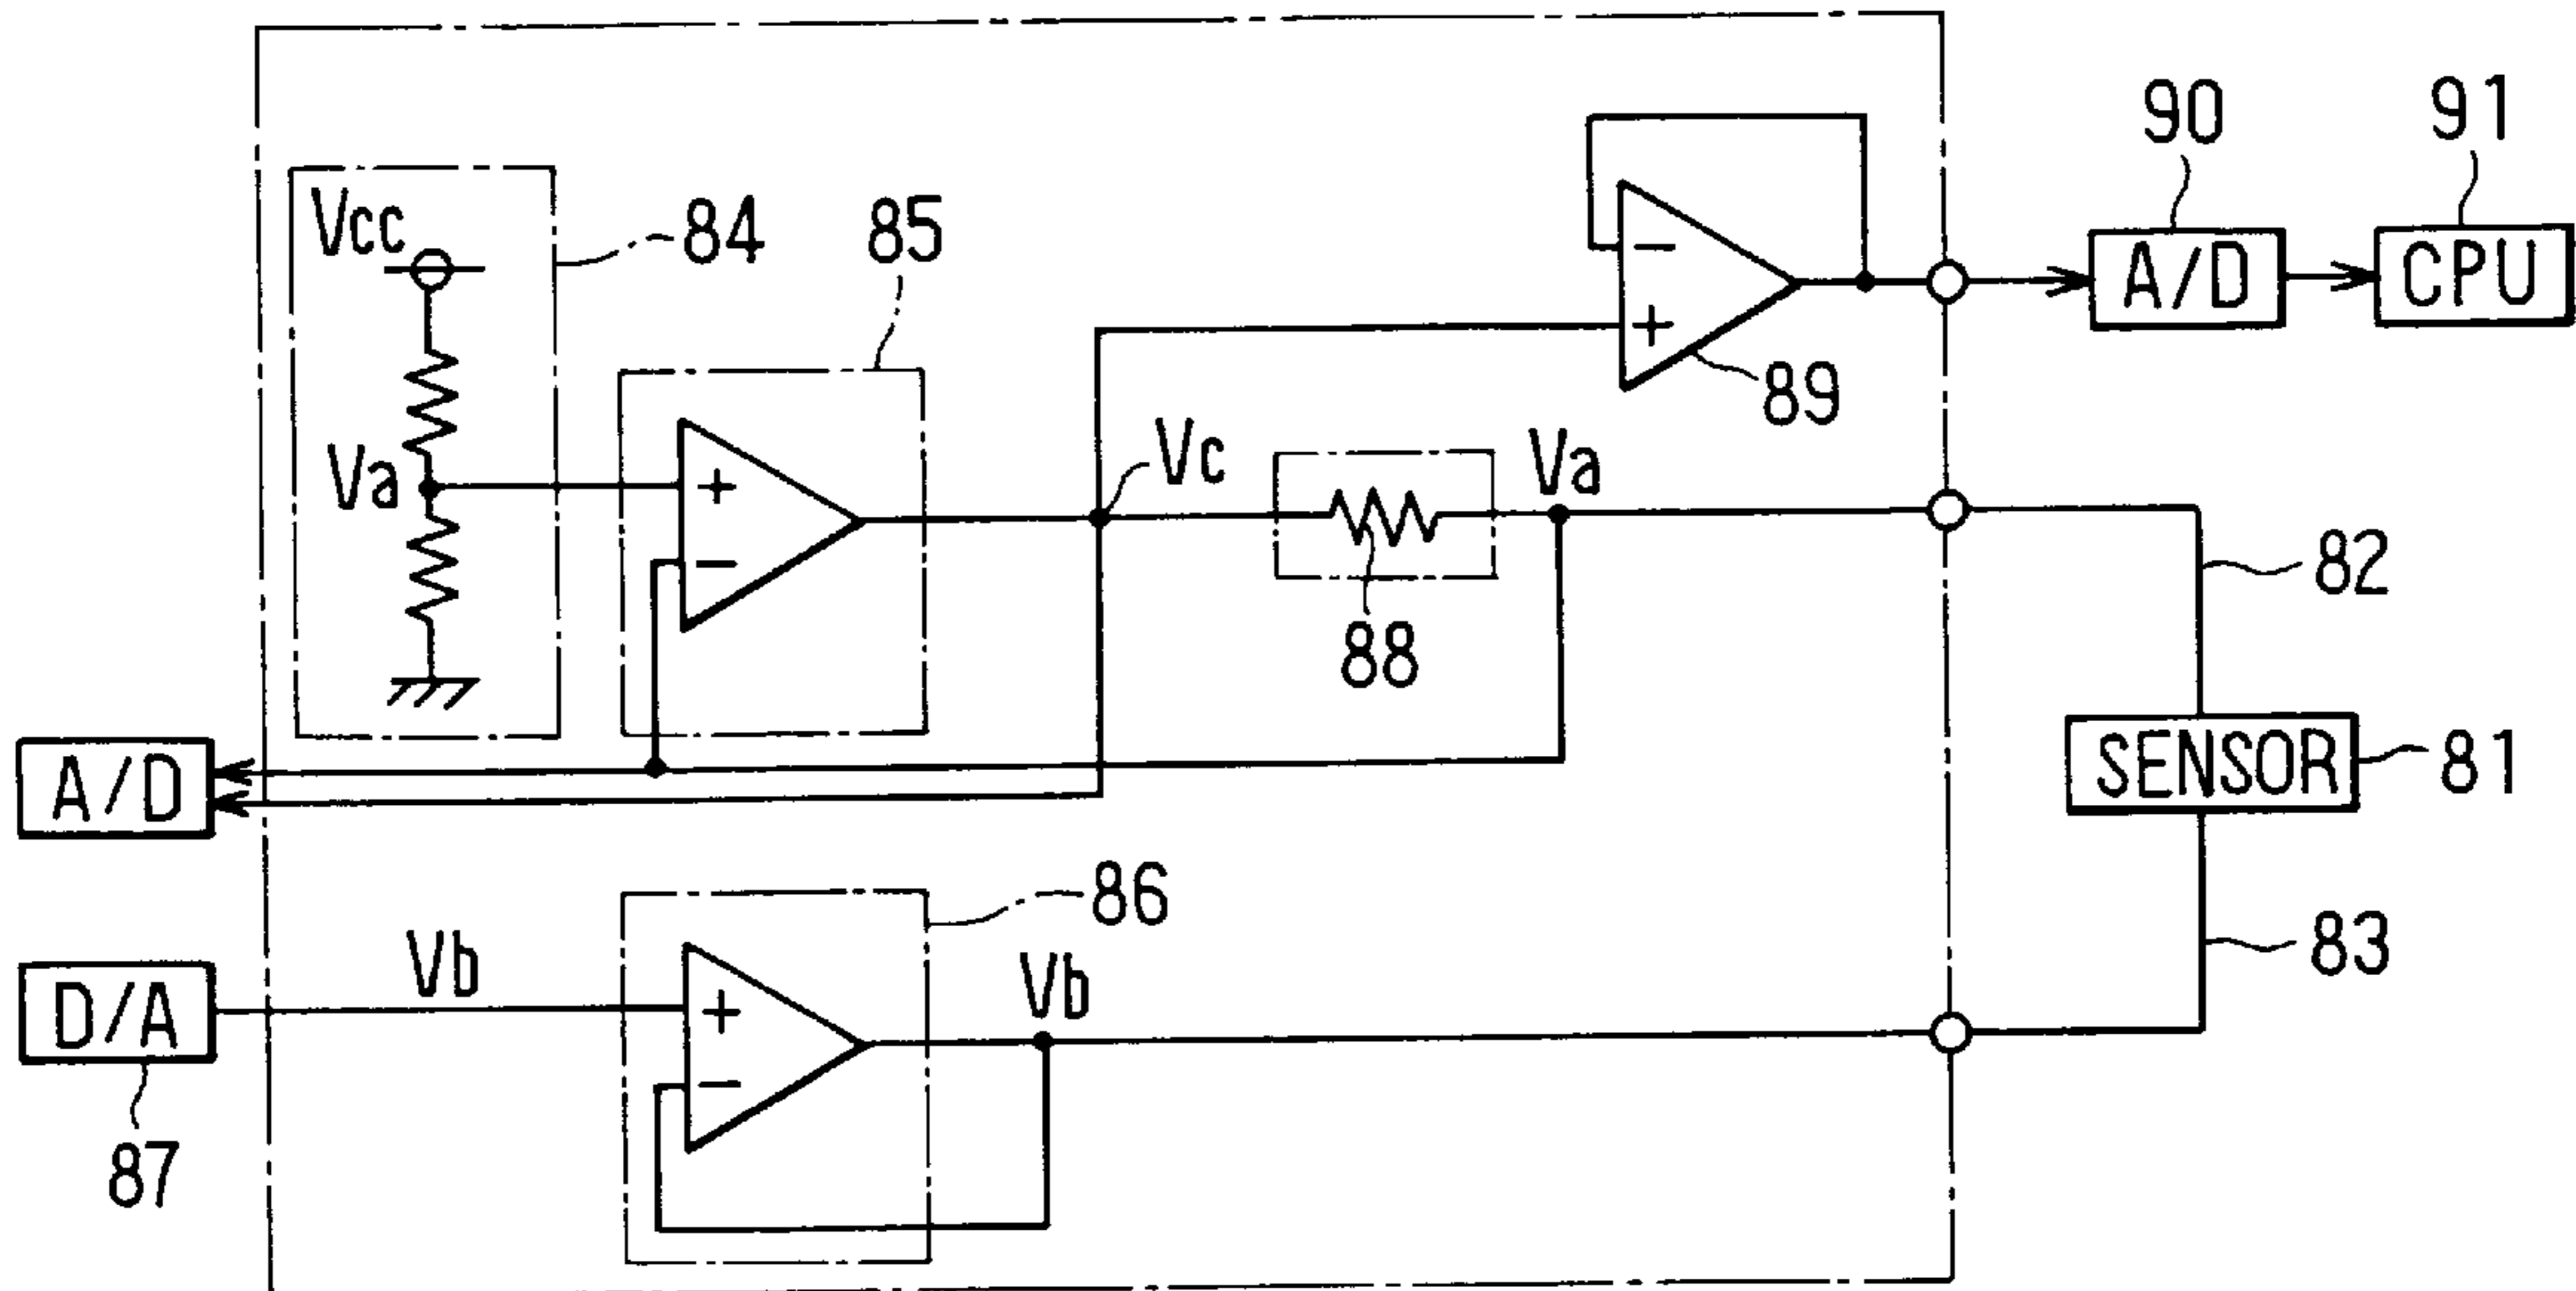 90
91
Vcc
84
85
A/D
CPU
89
Va
+
−
+
−
Vc
Va
88
82
A/D
SENSOR
81
86
83
Vb
Vb
D/A
+
−
87